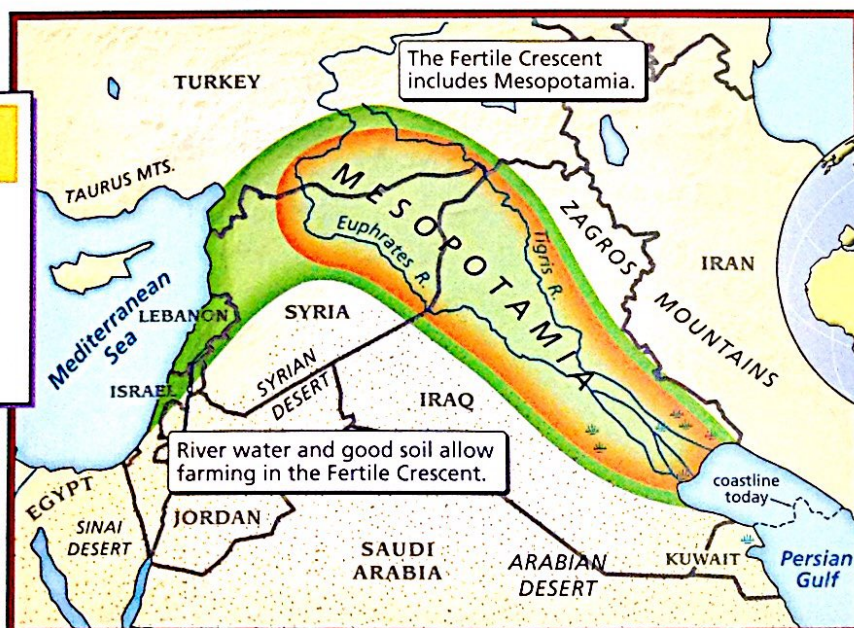 The Fertile Crescent
includes Mesopotamia.
TURKEY
TAURUS MTS.
MESOPOTAMIA
Euphrates R.
Tigris R.
ZAGROS
MOUNTAINS
IRAN
Mediterranean
Sea
LEBANON
SYRIA
ISRAEL
SYRIAN
DESERT
IRAQ
River water and good soil allow
farming in the Fertile Crescent.
coastline
today
EGYPT
SINAI
DESERT
JORDAN
SAUDI
ARABIA
ARABIAN
DESERT
KUWAIT
Persian
Gulf